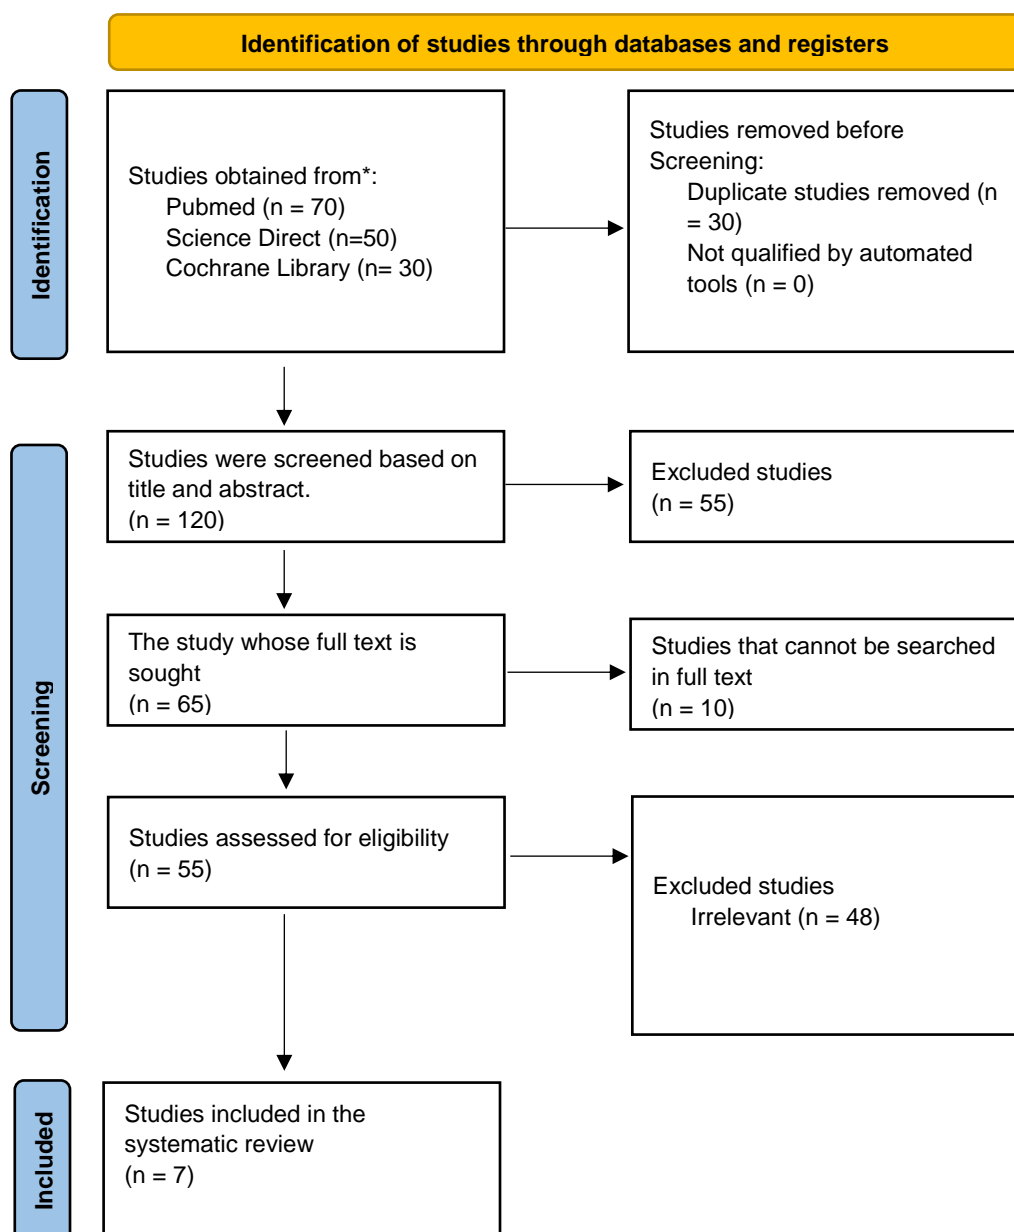 Identification of studies through databases and registers
Identification
Studies obtained from*:
Pubmed (n = 70)
Science Direct (n=50)
Cochrane Library (n= 30)
Studies removed before
Screening:
Duplicate studies removed (n
= 30)
Not qualified by automated
tools (n = 0)
Screening
Studies were screened based on
title and abstract.
(n = 120)
Excluded studies
(n = 55)
The study whose full text is
sought
(n = 65)
Studies that cannot be searched
in full text
(n = 10)
Studies assessed for eligibility
(n = 55)
Excluded studies
Irrelevant (n = 48)
Included
Studies included in the
systematic review
(n = 7)